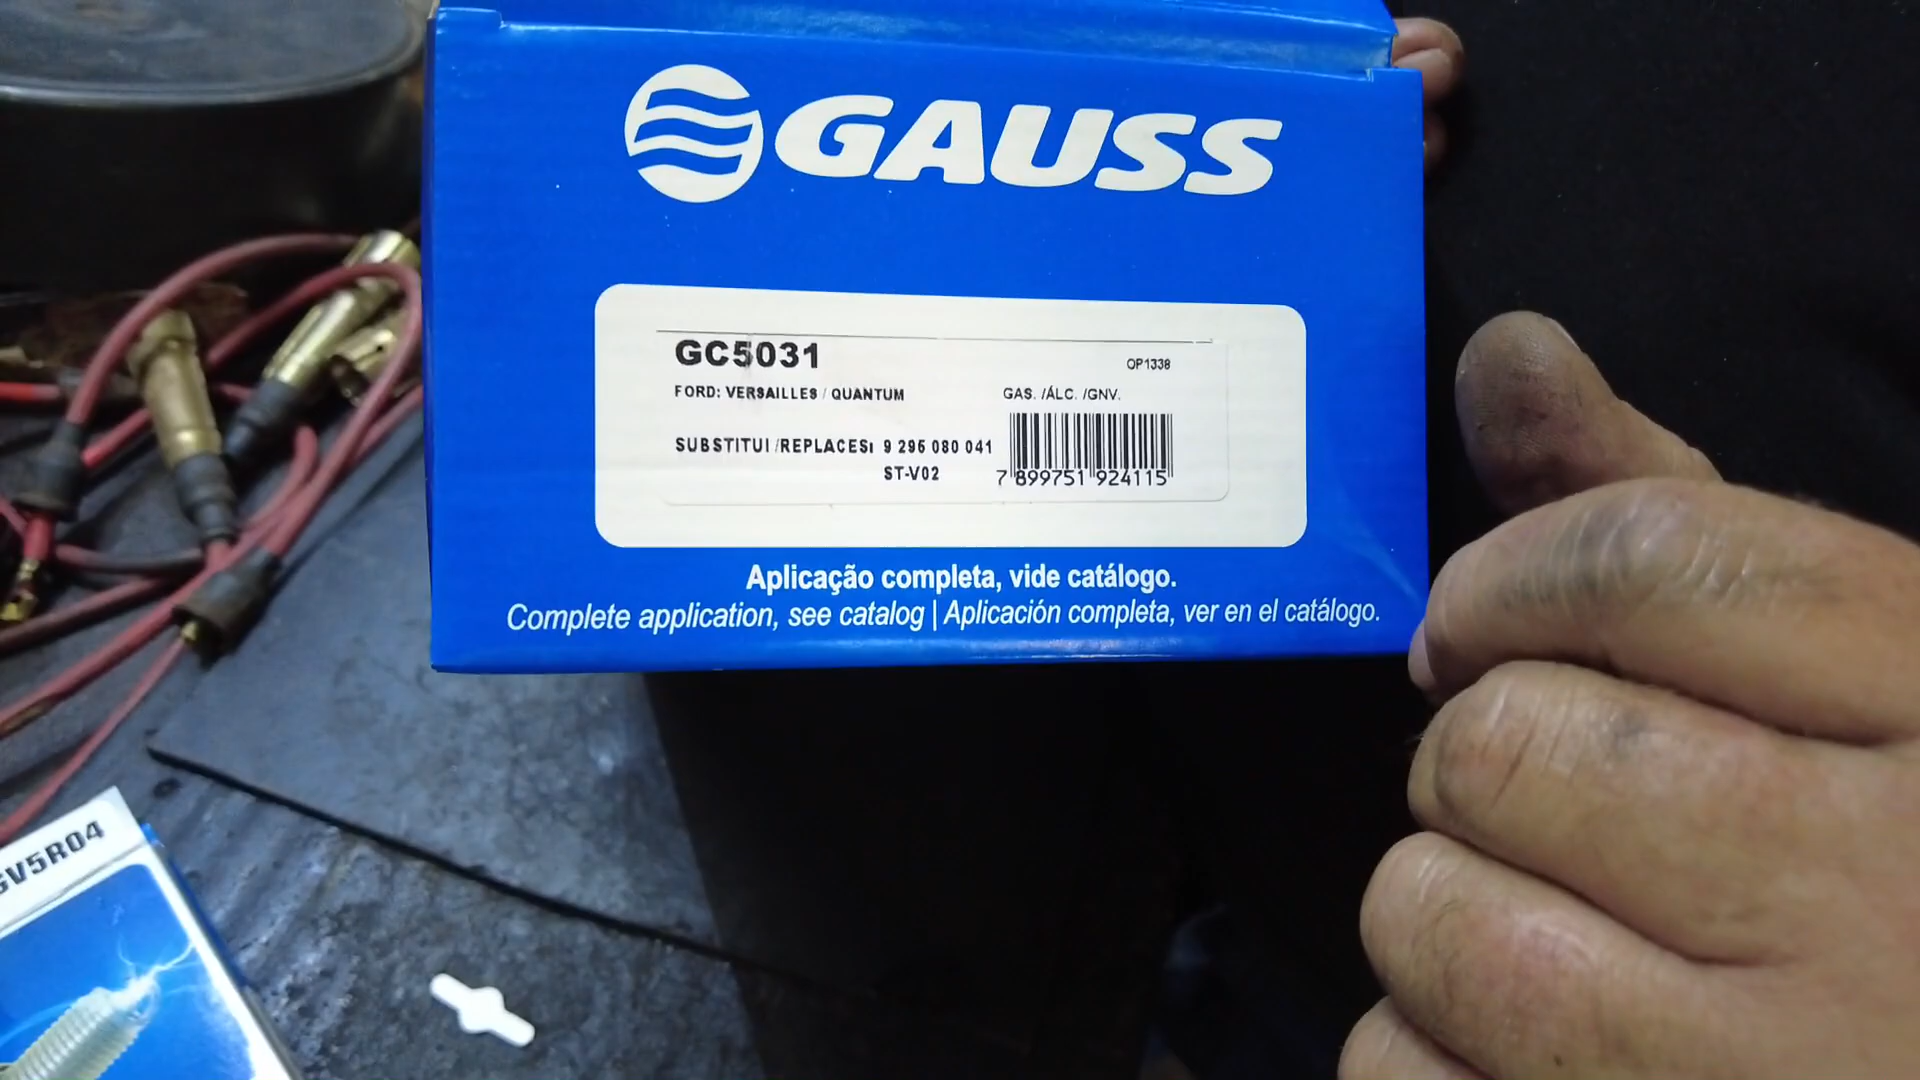 GAUSS
GC5031
OP1338
FORD: VERSAILLES / QUANTUM
GAS. /ÁLC. /GNV.
SUBSTITUI /REPLACES: 9 295 080 041
ST-V02
7 899751 924115
Aplicação completa, vide catálogo.
Complete application, see catalog | Aplicación completa, ver en el catálogo.
GV5R04